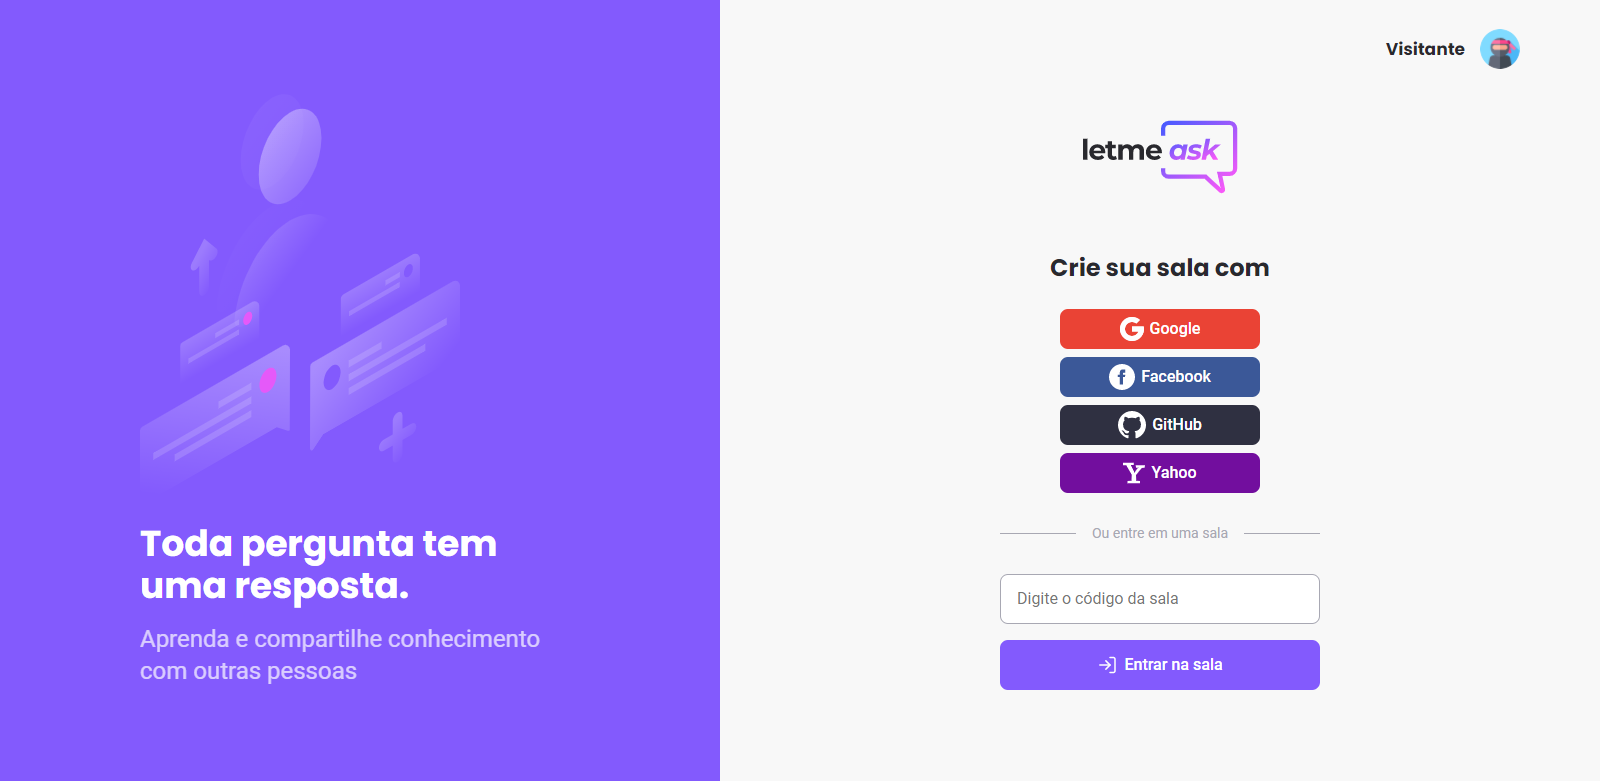 Visitante
letme ask
Crie sua sala com
Google
Facebook
GitHub
Yahoo
Ou entre em uma sala
Digite o código da sala
Entrar na sala
Toda pergunta tem
uma resposta.
Aprenda e compartilhe conhecimento
com outras pessoas